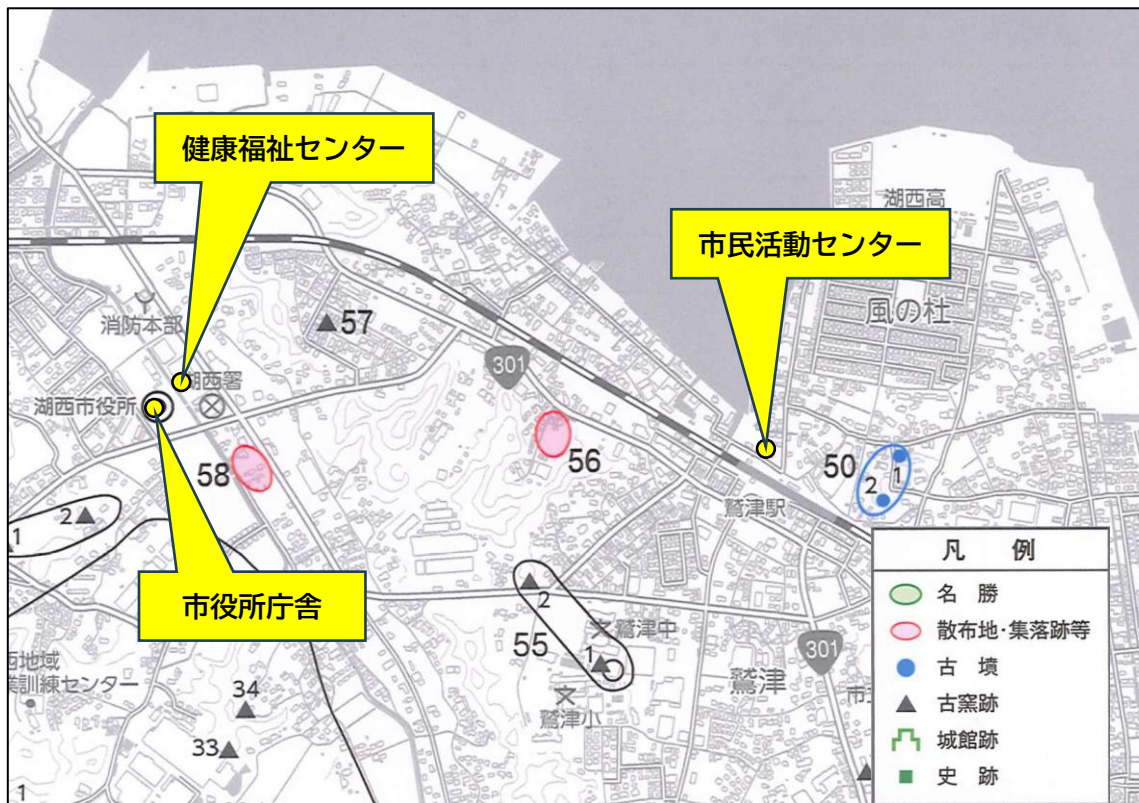 健康福祉センター
市民活動センター
湖西高
風の杜
消防本部
57
301
湖西署
湖西市役所
58
56
50
1
2
鷲津駅
2
1
市役所庁舎
2
55
鷲津中
1
鷲津
301
鷲津小
34
33
1
凡 例
名 勝
散布地・集落跡等
古 墳
古窯跡
城館跡
史 跡